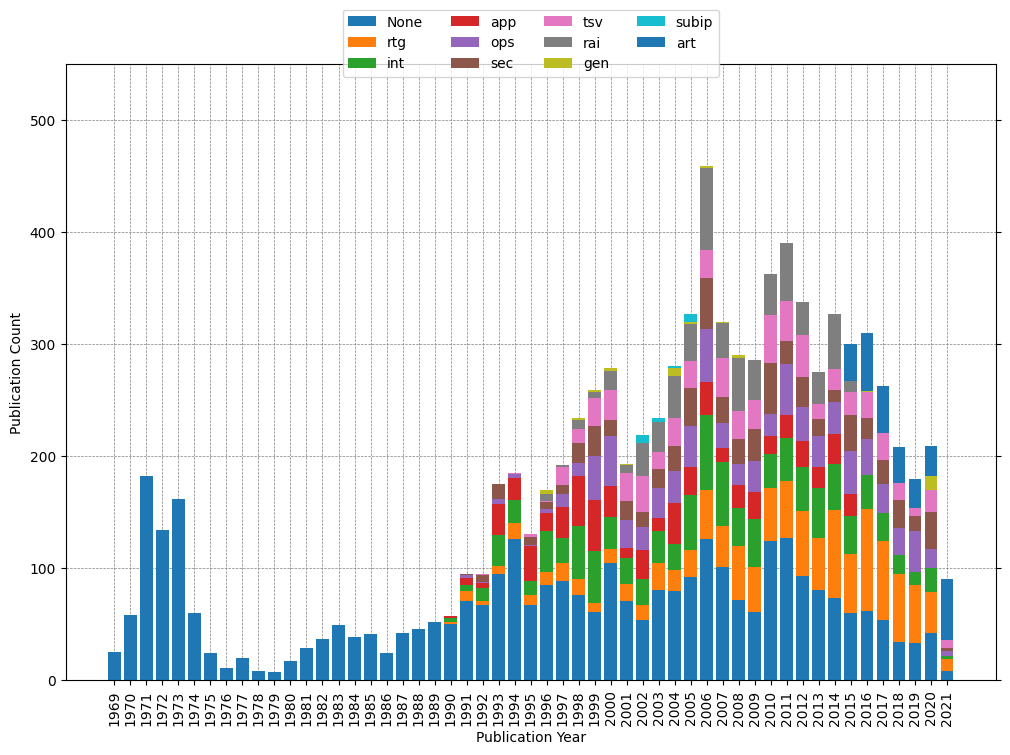 None app tsv subip
rtg ops rai art
int sec gen
500
400
300
200
100
0
Publication Count
1969 1970 1971 1972 1973 1974 1975 1976 1977 1978 1979 1980 1981 1982 1983 1984 1985 1986 1987 1988 1989 1990 1991 1992 1993 1994 1995 1996 1997 1998 1999 2000 2001 2002 2003 2004 2005 2006 2007 2008 2009 2010 2011 2012 2013 2014 2015 2016 2017 2018 2019 2020 2021
Publication Year